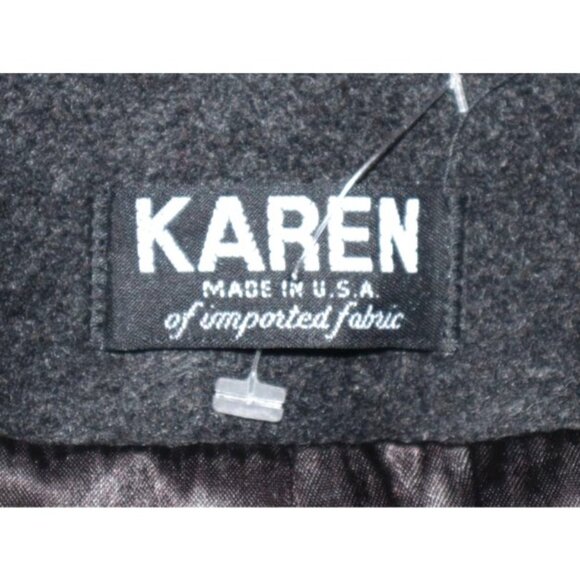 KAREN
MADE IN U.S.A.
of imported fabric